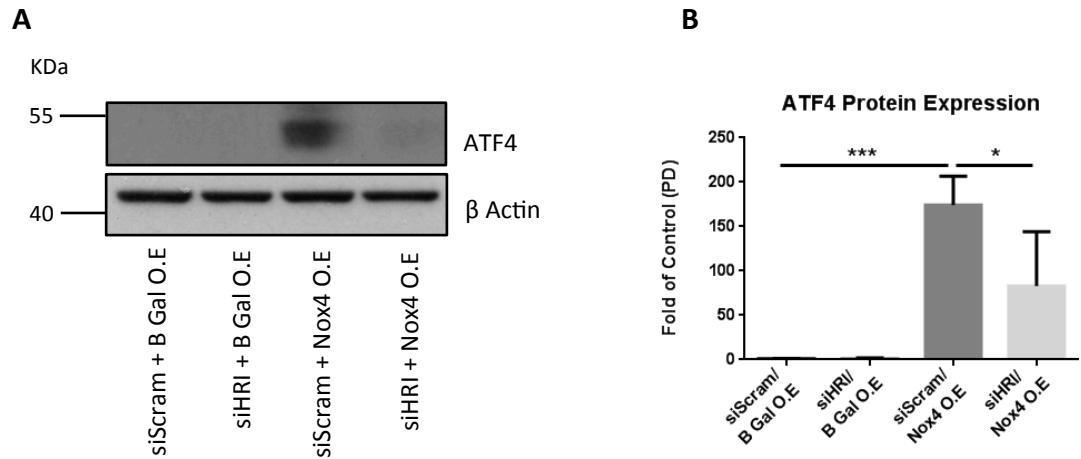 A
KDa
55
ATF4
40
β Actin
siScram + B Gal O.E
siHRI + B Gal O.E
siScram + Nox4 O.E
siHRI + Nox4 O.E
B
ATF4 Protein Expression
Fold of Control (PD)
250
200
150
100
50
0
***
*
siScram/
B Gal O.E
siHRI/
B Gal O.E
siScram/
Nox4 O.E
siHRI/
Nox4 O.E